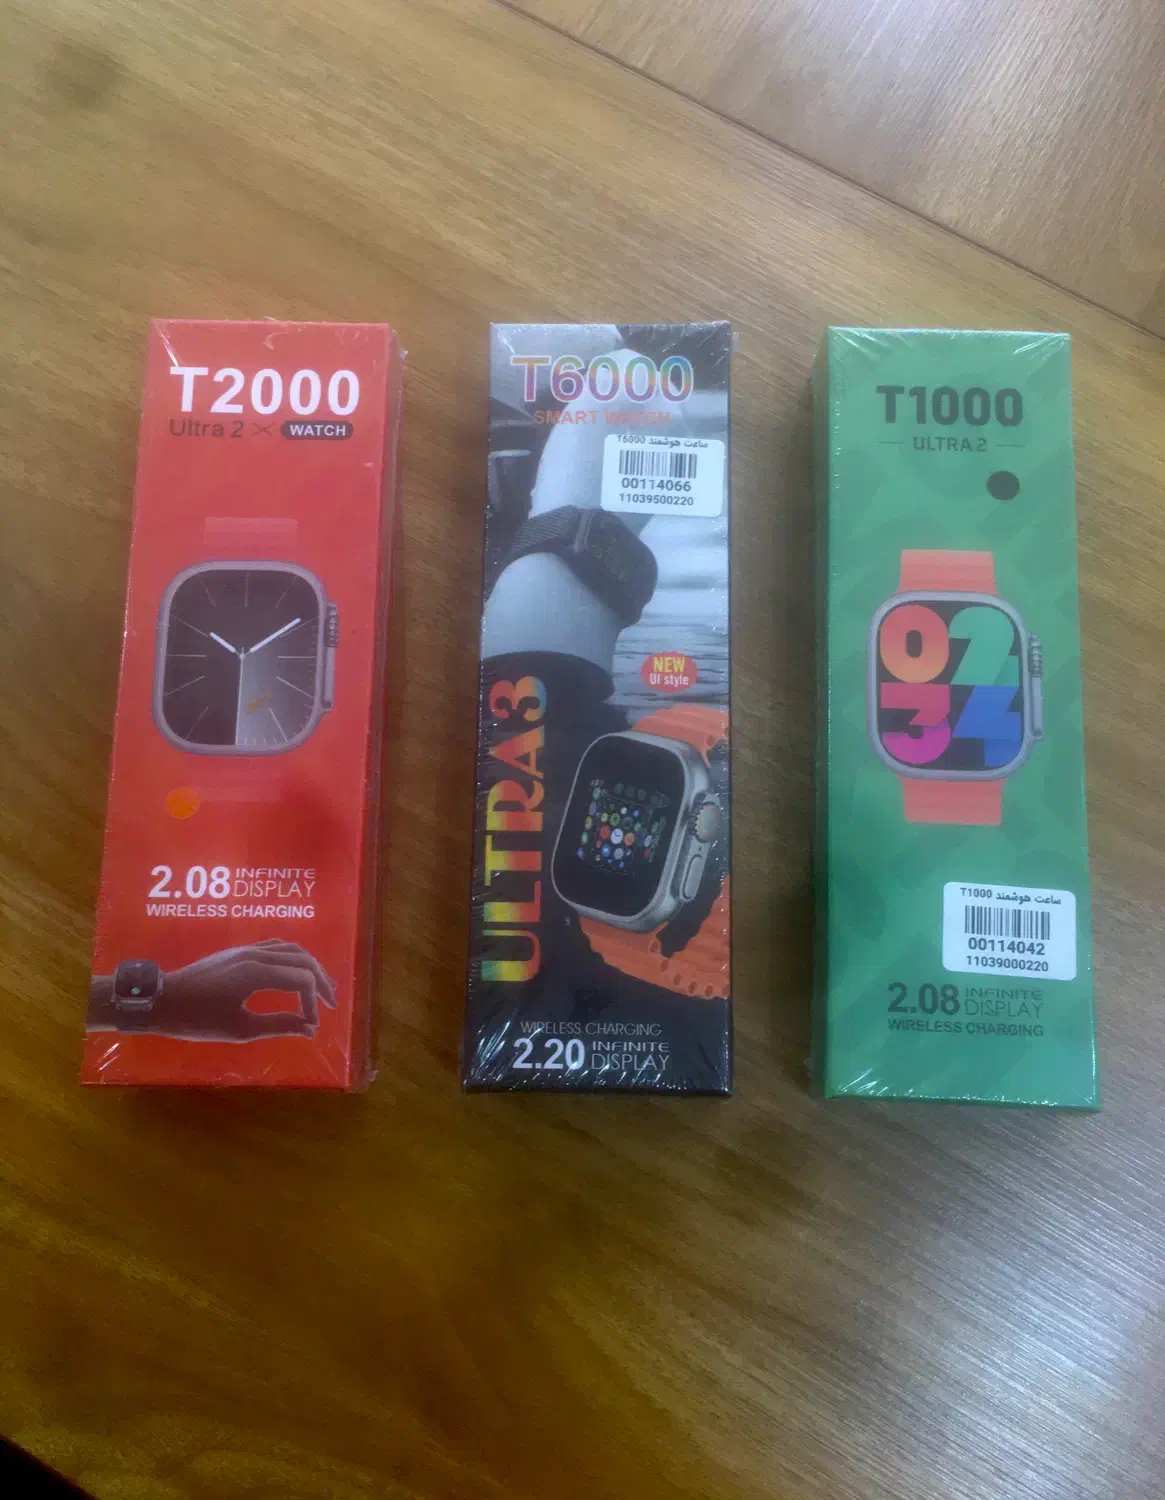 T2000
Ultra 2 WATCH
2.08 INFINITE DISPLAY
WIRELESS CHARGING
T6000
SMART WATCH
ساعت هوشمند T6000
00114066
11039500220
NEW
UI style
ULTRA3
WIRELESS CHARGING
2.20 INFINITE DISPLAY
T1000
ULTRA 2
02
34
ساعت هوشمند T1000
00114042
11039000220
2.08 INFINITE DISPLAY
WIRELESS CHARGING